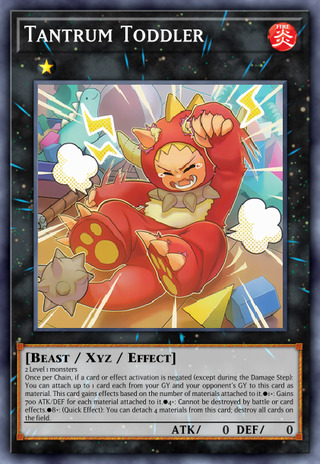 Tantrum Toddler
FIRE
炎
[Beast / Xyz / Effect]
2 Level 1 monsters
Once per Chain, if a card or effect activation is negated (except during the Damage Step):
You can attach up to 1 card each from your GY and your opponent's GY to this card as
material. This card gains effects based on the number of materials attached to it.●1+: Gains
700 ATK/DEF for each material attached to it.●4+: Cannot be destroyed by battle or card
effects.●8+: (Quick Effect): You can detach 4 materials from this card; destroy all cards on
the field.
ATK/ 0 DEF/ 0